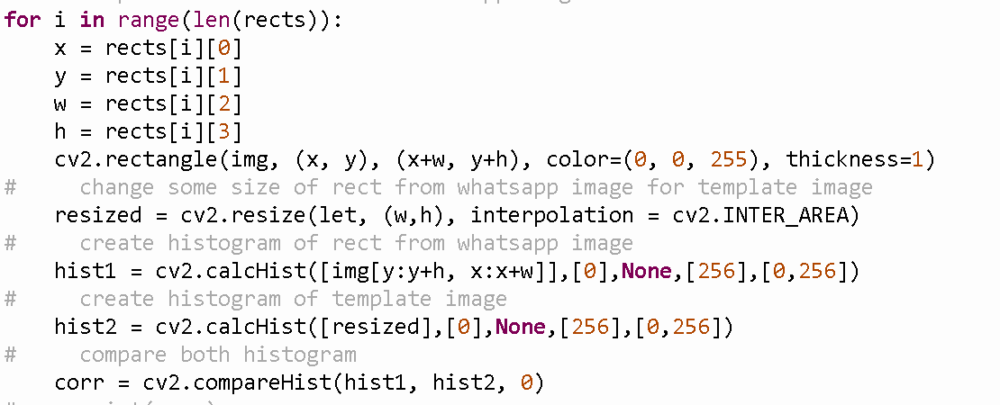 for i in range(len(rects)):
    x = rects[i][0]
    y = rects[i][1]
    w = rects[i][2]
    h = rects[i][3]
    cv2.rectangle(img, (x, y), (x+w, y+h), color=(0, 0, 255), thickness=1)
#     change some size of rect from whatsapp image for template image
    resized = cv2.resize(let, (w,h), interpolation = cv2.INTER_AREA)
#     create histogram of rect from whatsapp image
    hist1 = cv2.calcHist([img[y:y+h, x:x+w]],[0],None,[256],[0,256])
#     create histogram of template image
    hist2 = cv2.calcHist([resized],[0],None,[256],[0,256])
#     compare both histogram
    corr = cv2.compareHist(hist1, hist2, 0)